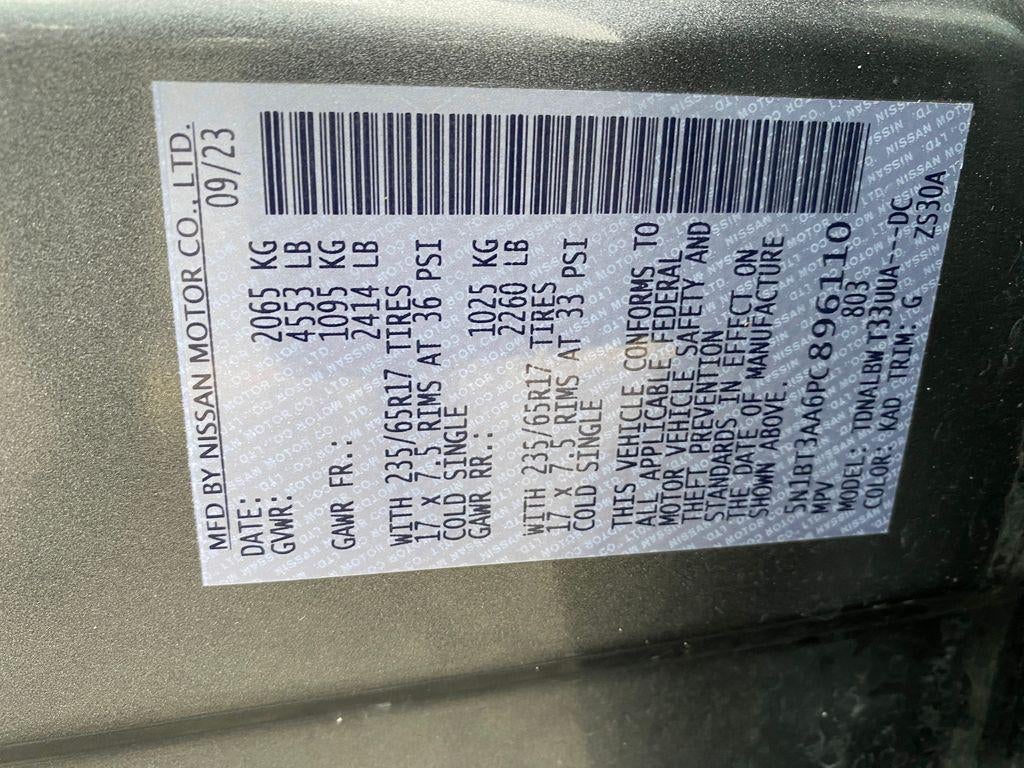 MFD BY NISSAN MOTOR CO., LTD.
DATE: 09/23
GVWR: 2065 KG
4553 LB
GAWR FR.: 1095 KG
2414 LB
WITH 235/65R17 TIRES
17 X 7.5 RIMS AT 36 PSI
COLD SINGLE
GAWR RR.: 1025 KG
2260 LB
WITH 235/65R17 TIRES
17 X 7.5 RIMS AT 33 PSI
COLD SINGLE
THIS VEHICLE CONFORMS TO
ALL APPLICABLE FEDERAL
MOTOR VEHICLE SAFETY AND
THEFT PREVENTION
STANDARDS IN EFFECT ON
THE DATE OF MANUFACTURE
SHOWN ABOVE.
5N1BT3AA6PC896110
MPV 803
MODEL: TDNALBWJT33UUA---DC
COLOR: KAD TRIM: G ZS30A